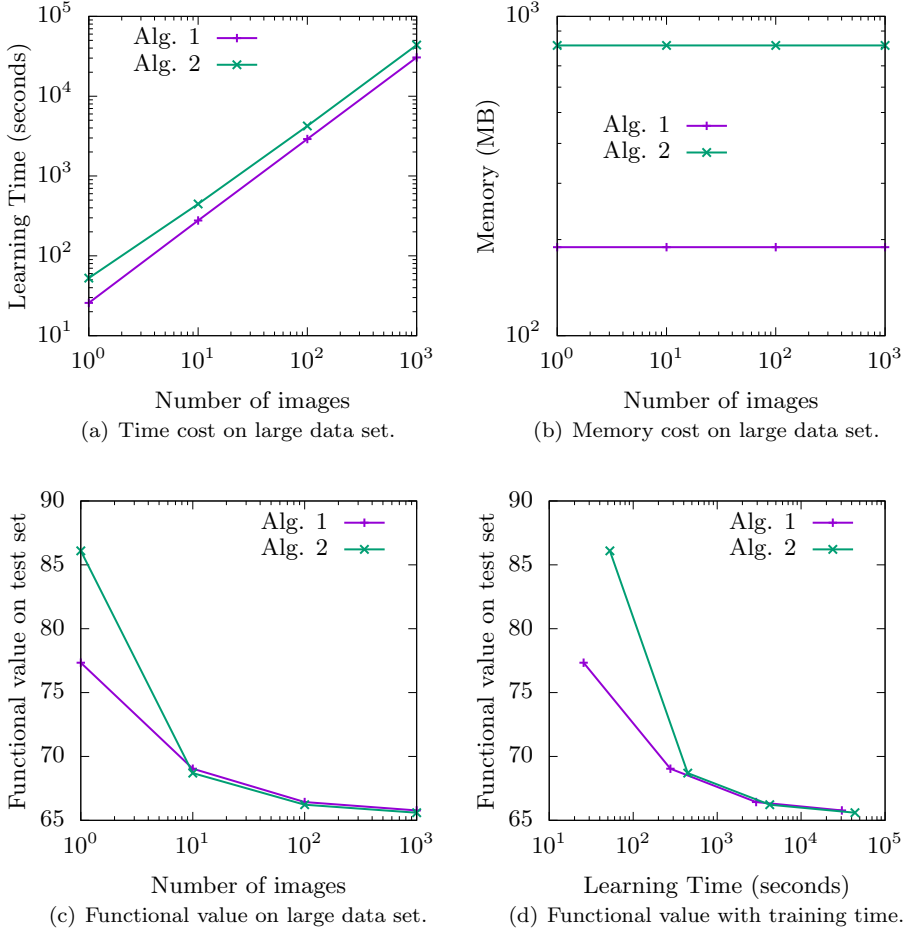 Learning Time (seconds)
10^5
10^4
10^3
10^2
10^1
Alg. 1
Alg. 2
10^0 10^1 10^2 10^3
Number of images
(a) Time cost on large data set.
Memory (MB)
10^3
10^2
Alg. 1
Alg. 2
10^0 10^1 10^2 10^3
Number of images
(b) Memory cost on large data set.
Functional value on test set
90
85
80
75
70
65
Alg. 1
Alg. 2
10^0 10^1 10^2 10^3
Number of images
(c) Functional value on large data set.
Functional value on test set
90
85
80
75
70
65
Alg. 1
Alg. 2
10^1 10^2 10^3 10^4 10^5
Learning Time (seconds)
(d) Functional value with training time.